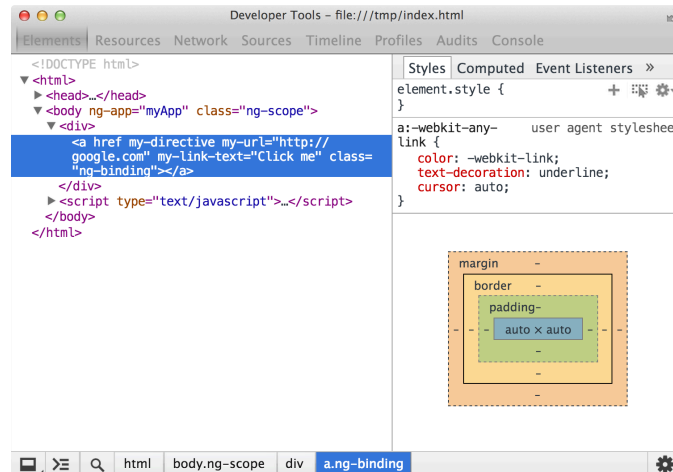 Developer Tools - file:///tmp/index.html
Elements Resources Network Sources Timeline Profiles Audits Console
<!DOCTYPE html>
▼<html>
▶<head>…</head>
▼<body ng-app="myApp" class="ng-scope">
▼<div>
<a href my-directive my-url="http://
google.com" my-link-text="Click me" class=
"ng-binding"></a>
</div>
▶<script type="text/javascript">…</script>
</body>
</html>
html body.ng-scope div a.ng-binding
Styles Computed Event Listeners »
element.style {
}
a:-webkit-any- user agent styleshee
link {
color: -webkit-link;
text-decoration: underline;
cursor: auto;
}
margin -
border -
padding-
- - - auto × auto - - -
-
-
-